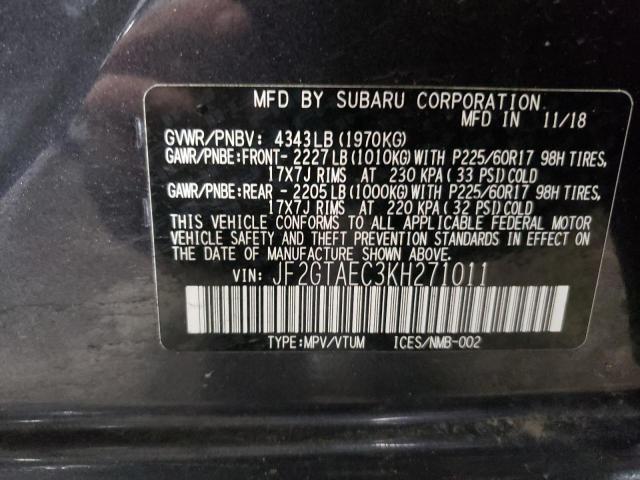 MFD BY SUBARU CORPORATION
MFD IN 11/18
GVWR/PNBV: 4343LB(1970KG)
GAWR/PNBE:FRONT- 2227LB(1010KG)WITH P225/60R17 98H TIRES,
17X7J RIMS AT 230 KPA(33 PSI)COLD
GAWR/PNBE:REAR - 2205LB(1000KG)WITH P225/60R17 98H TIRES,
17X7J RIMS AT 220 KPA(32 PSI)COLD
THIS VEHICLE CONFORMS TO ALL APPLICABLE FEDERAL MOTOR
VEHICLE SAFETY AND THEFT PREVENTION STANDARDS IN EFFECT ON
THE DATE OF MANUFACTURE SHOWN ABOVE.
VIN: JF2GTAEC3KH271011
TYPE:MPV/VTUM ICES/NMB-002